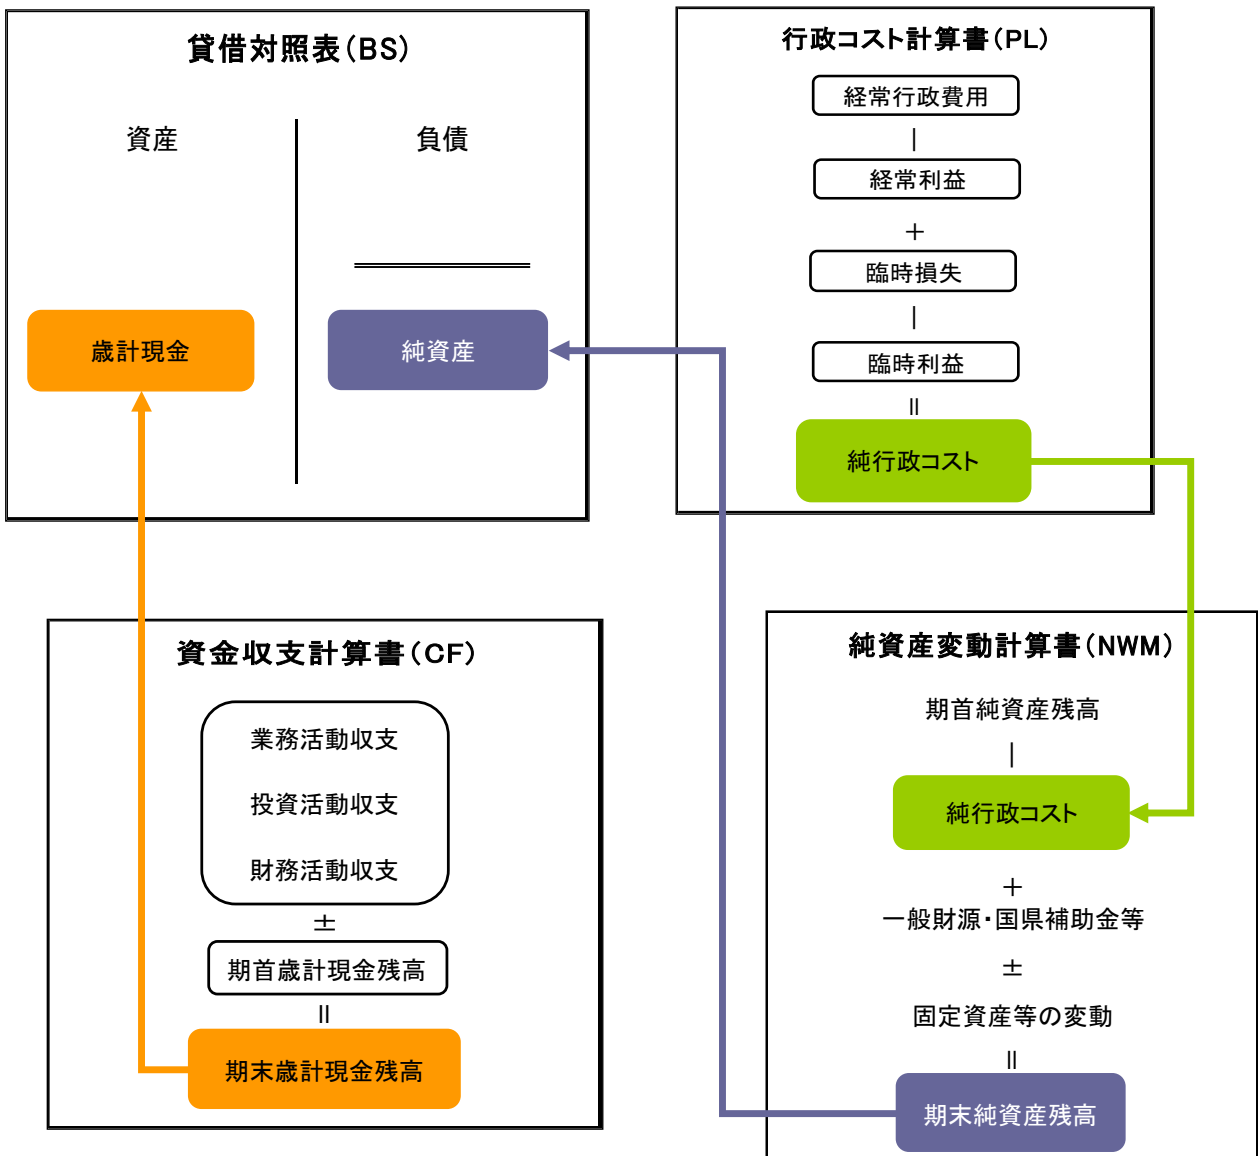 貸借対照表(BS)
資産
負債
歳計現金
純資産
行政コスト計算書(PL)
経常行政費用
｜
経常利益
＋
臨時損失
｜
臨時利益
＝
純行政コスト
資金収支計算書(CF)
業務活動収支
投資活動収支
財務活動収支
±
期首歳計現金残高
＝
期末歳計現金残高
純資産変動計算書(NWM)
期首純資産残高
｜
純行政コスト
＋
一般財源・国県補助金等
±
固定資産等の変動
＝
期末純資産残高